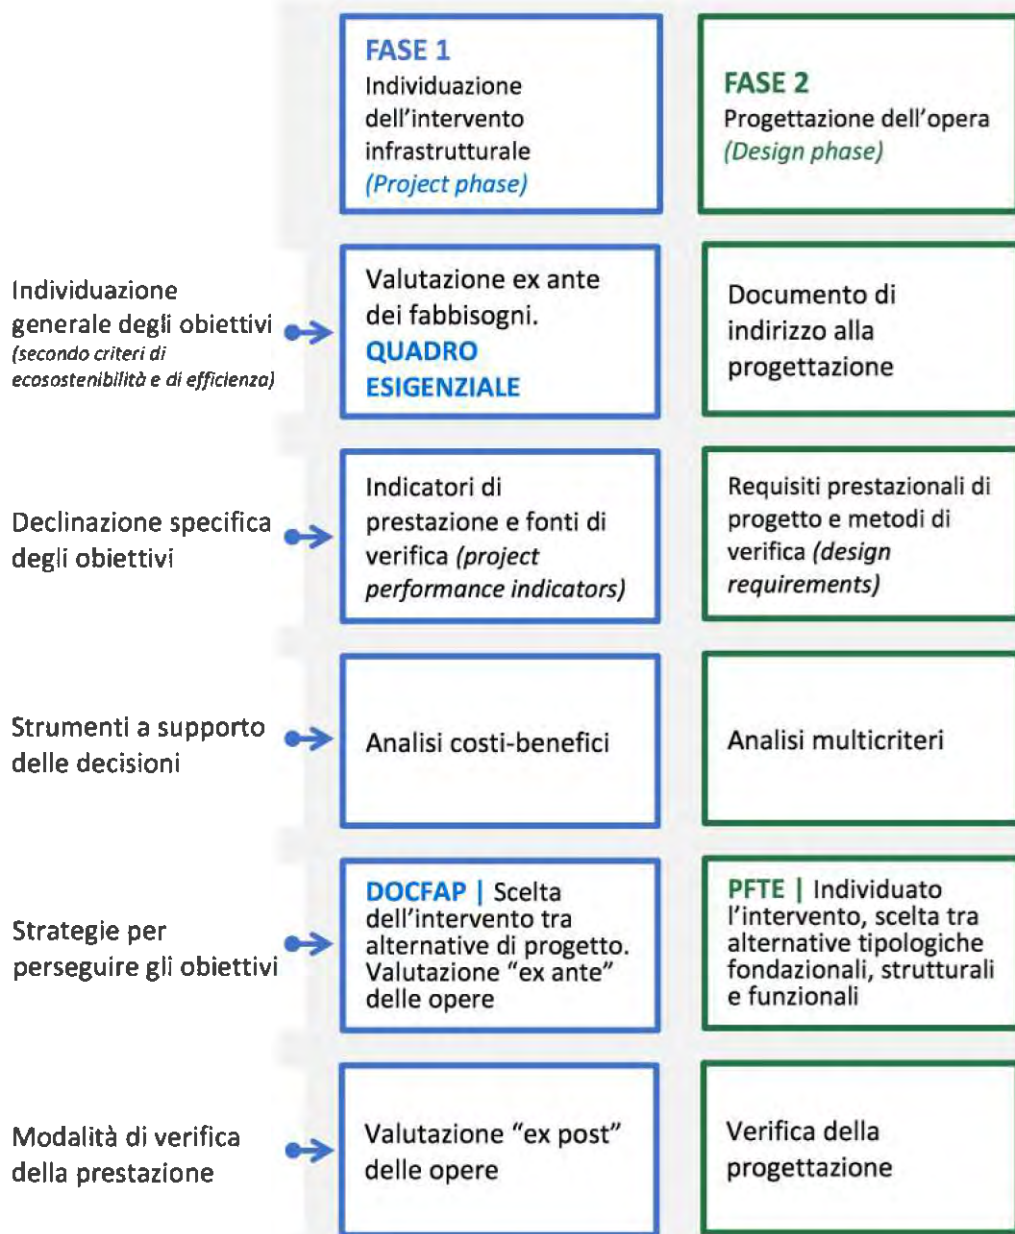 FASE 1
Individuazione
dell'intervento
infrastrutturale
(Project phase)
FASE 2
Progettazione dell'opera
(Design phase)
Individuazione
generale degli obiettivi
(secondo criteri di
ecosostenibilità e di efficienza)
Valutazione ex ante
dei fabbisogni.
QUADRO
ESIGENZIALE
Documento di
indirizzo alla
progettazione
Declinazione specifica
degli obiettivi
Indicatori di
prestazione e fonti di
verifica (project
performance indicators)
Requisiti prestazionali di
progetto e metodi di
verifica (design
requirements)
Strumenti a supporto
delle decisioni
Analisi costi-benefici
Analisi multicriteri
Strategie per
perseguire gli obiettivi
DOCFAP | Scelta
dell'intervento tra
alternative di progetto.
Valutazione "ex ante"
delle opere
PFTE | Individuato
l'intervento, scelta tra
alternative tipologiche
fondazionali, strutturali
e funzionali
Modalità di verifica
della prestazione
Valutazione "ex post"
delle opere
Verifica della
progettazione